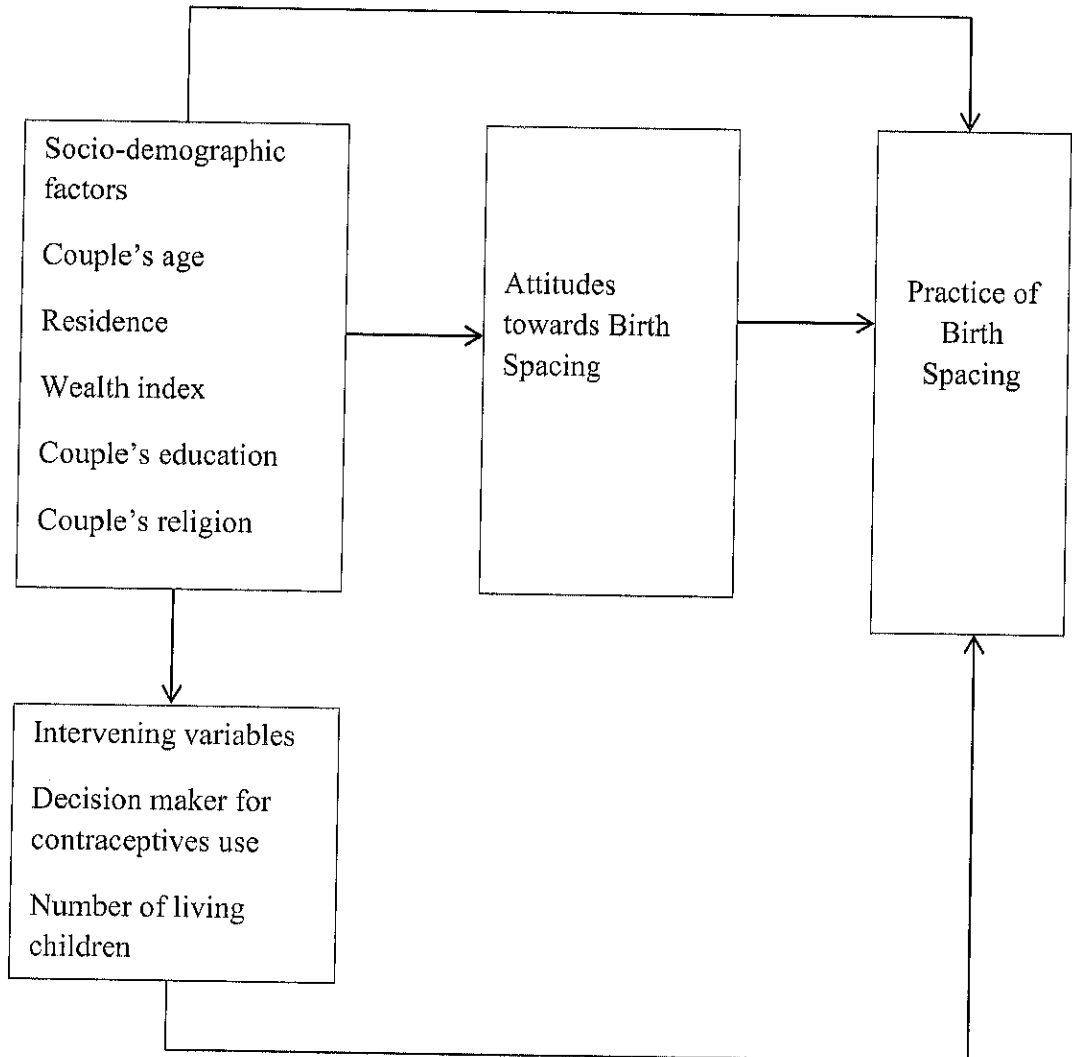 Socio-demographic
factors
Couple's age
Residence
Wealth index
Couple's education
Couple's religion
Attitudes
towards Birth
Spacing
Practice of
Birth
Spacing
Intervening variables
Decision maker for
contraceptives use
Number of living
children